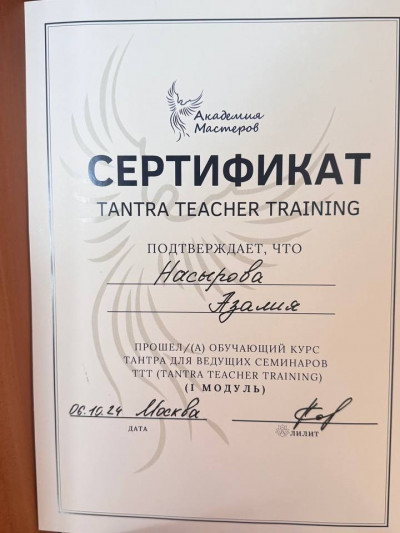 Академия
Мастеров
СЕРТИФИКАТ
TANTRA TEACHER TRAINING
ПОДТВЕРЖДАЕТ, ЧТО
Насырова
Азалия
ПРОШЕЛ/(А) ОБУЧАЮЩИЙ КУРС
ТАНТРА ДЛЯ ВЕДУЩИХ СЕМИНАРОВ
ТТТ (TANTRA TEACHER TRAINING)
(I МОДУЛЬ)
06.10.24 Москва
ДАТА
ЛИЛИТ